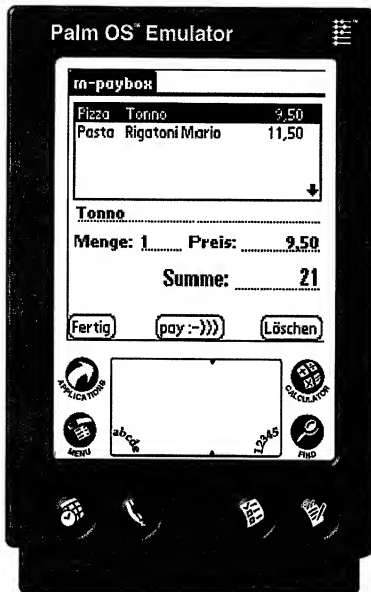 Palm OS™ Emulator
m-paybox
Pizza Tonno 9,50
Pasta Rigatoni Mario 11,50
Tonno
Menge: 1 Preis: 9,50
Summe: 21
Fertig pay :-))) Löschen
APPLICATIONS CALCULATOR
MENU abcde 12345 FIND